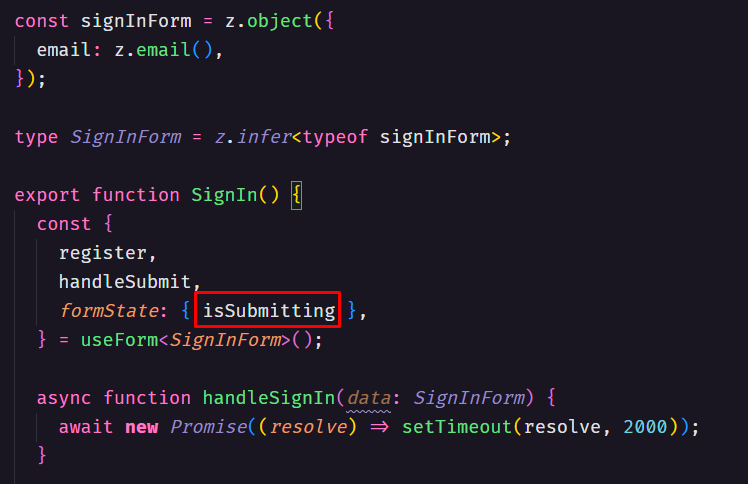 const signInForm = z.object({
  email: z.email(),
});

type SignInForm = z.infer<typeof signInForm>;

export function SignIn() {
  const {
    register,
    handleSubmit,
    formState: { isSubmitting },
  } = useForm<SignInForm>();

  async function handleSignIn(data: SignInForm) {
    await new Promise((resolve) => setTimeout(resolve, 2000));
  }